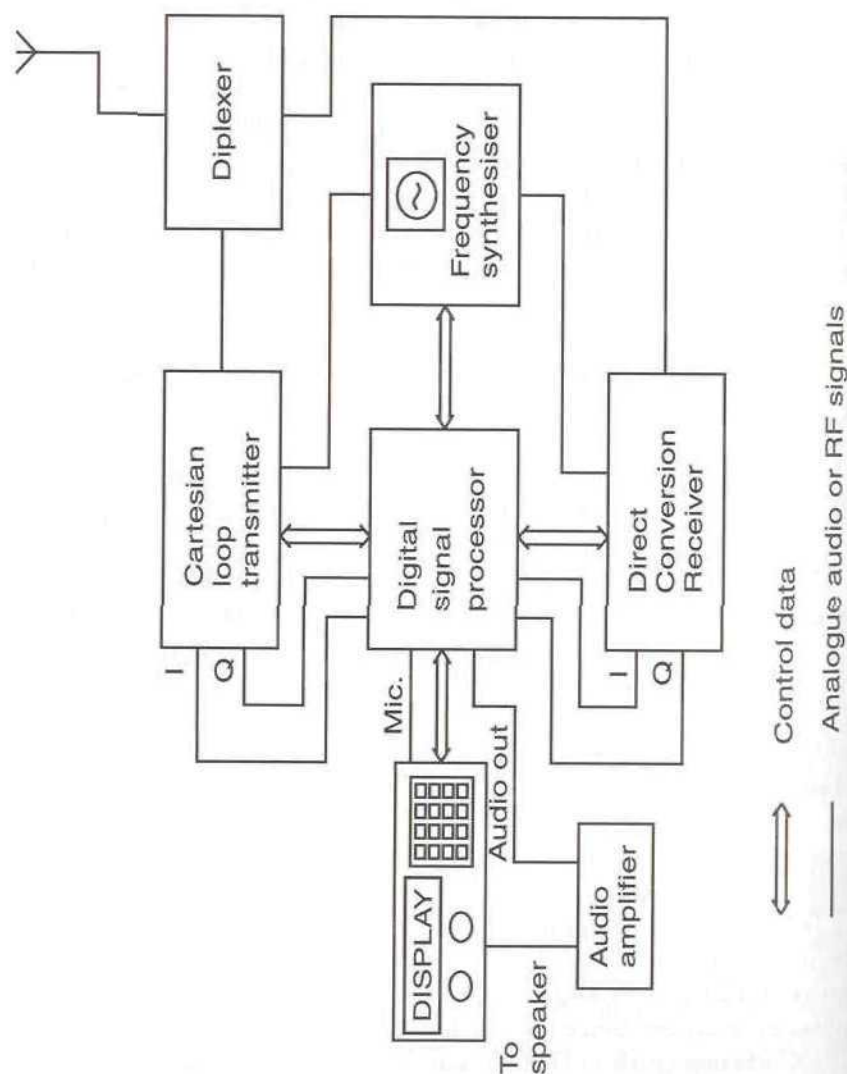 Diplexer
Cartesian
loop
transmitter
Frequency
synthesiser
I
Q
Digital
signal
processor
Mic.
Audio out
DISPLAY
To
speaker
Audio
amplifier
I
Q
Direct
Conversion
Receiver
Control data
Analogue audio or RF signals